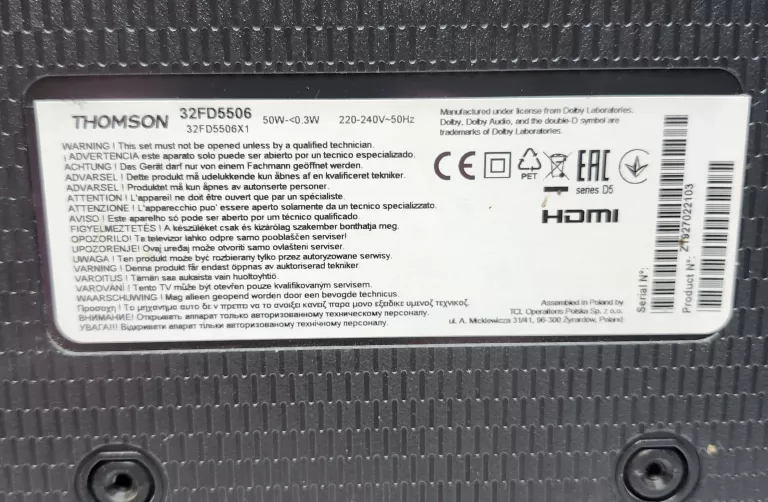 THOMSON 32FD5506 50W-<0.3W 220-240V~50Hz
32FD5506X1
Manufactured under license from Dolby Laboratories.
Dolby, Dolby Audio, and the double-D symbol are
trademarks of Dolby Laboratories.
WARNING ! This set must not be opened unless by a qualified technician.
¡ ADVERTENCIA este aparato solo puede ser abierto por un tecnico especializado.
ACHTUNG ! Das Gerät darf nur von einem Fachmann geöffnet werden.
ADVARSEL ! Dette produkt må udelukkende kun åbnes af en kvalificeret tekniker.
ADVARSEL ! Produktet må kun åpnes av autoriserte personer.
ATTENTION ! L'appareil ne doit être ouvert que par un spécialiste.
ATTENZIONE ! L'apparecchio puo' essere aperto solamente da un tecnico specializzato.
AVISO ! Este aparelho só pode ser aberto por um técnico qualificado.
FIGYELMEZTETÉS ! A készüléket csak és kizárólag szakember bonthatja meg.
OPOZORILO! Ta televizor lahko odpre samo pooblaščen serviser.
UPOZORENJE! Ovaj uređaj može otvoriti samo ovlašteni serviser.
UWAGA ! Ten produkt może być rozbierany tylko przez autoryzowane serwisy.
VARNING ! Denna produkt får endast öppnas av auktoriserad tekniker
VAROITUS ! Tämän saa aukaista vain huoltoyhtiö.
VAROVÁNÍ ! Tento TV může být otevřen pouze kvalifikovaným servisem.
WAARSCHUWING ! Mag alleen geopend worden door een bevoegde technicus.
Προσοχη ! Το μηχανημα αυτο δεν πρεπει να το ανοιξει κανεις παρα μονο εξειδικευμενος τεχνικος.
ВНИМАНИЕ! Открывать аппарат только авторизованному техническому персоналу.
УВАГА!!! Відкривати апарат тільки авторизованому технічному персоналу.
CE PET EAC
series D5
HDMI
Assembled in Poland by
TCL Operations Polska Sp. z o.o.
ul. A. Mickiewicza 31/41, 96-300 Żyrardów, Poland
Serial Nº:
Product Nº: Z1927022103